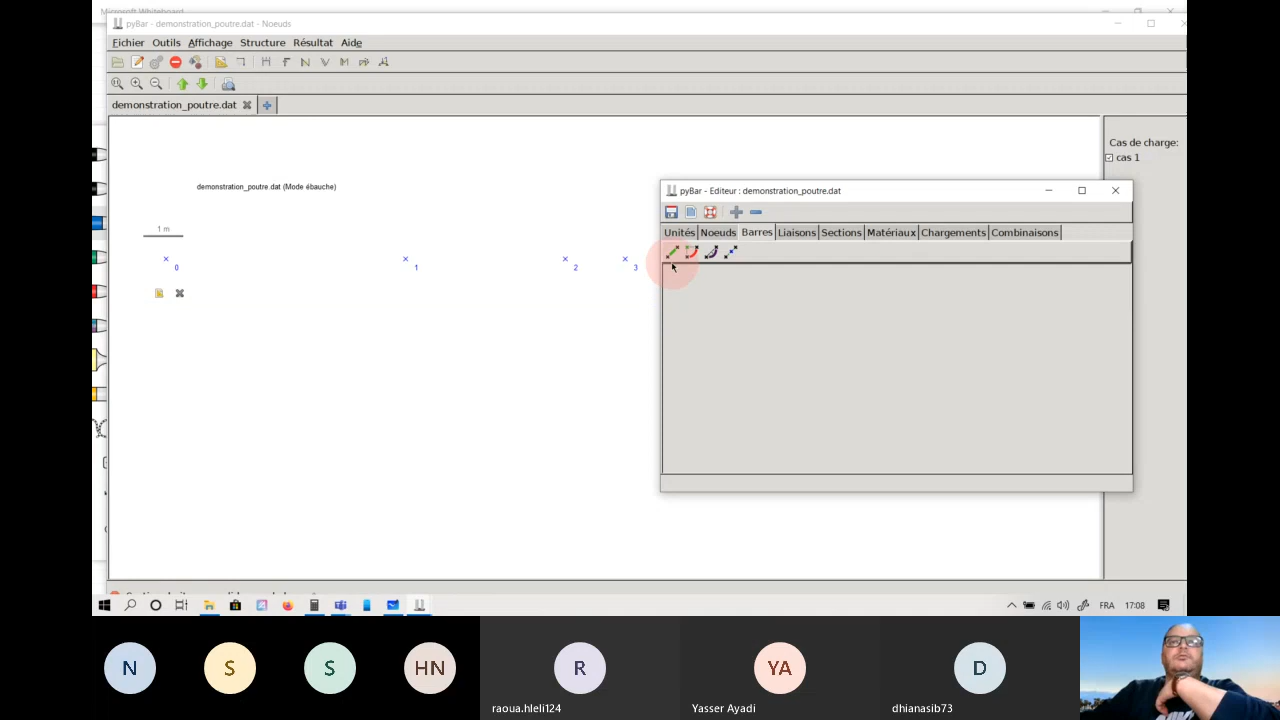 Microsoft Whiteboard
pyBar - demonstration_poutre.dat - Noeuds
Fichier Outils Affichage Structure Résultat Aide
demonstration_poutre.dat
Cas de charge:
cas 1
demonstration_poutre.dat (Mode ébauche)
1 m
0
1
2
3
pyBar - Editeur : demonstration_poutre.dat
Unités Noeuds Barres Liaisons Sections Matériaux Chargements Combinaisons
FRA 17:08
N
S
S
HN
R
YA
D
raoua.hleli124
Yasser Ayadi
dhianasib73